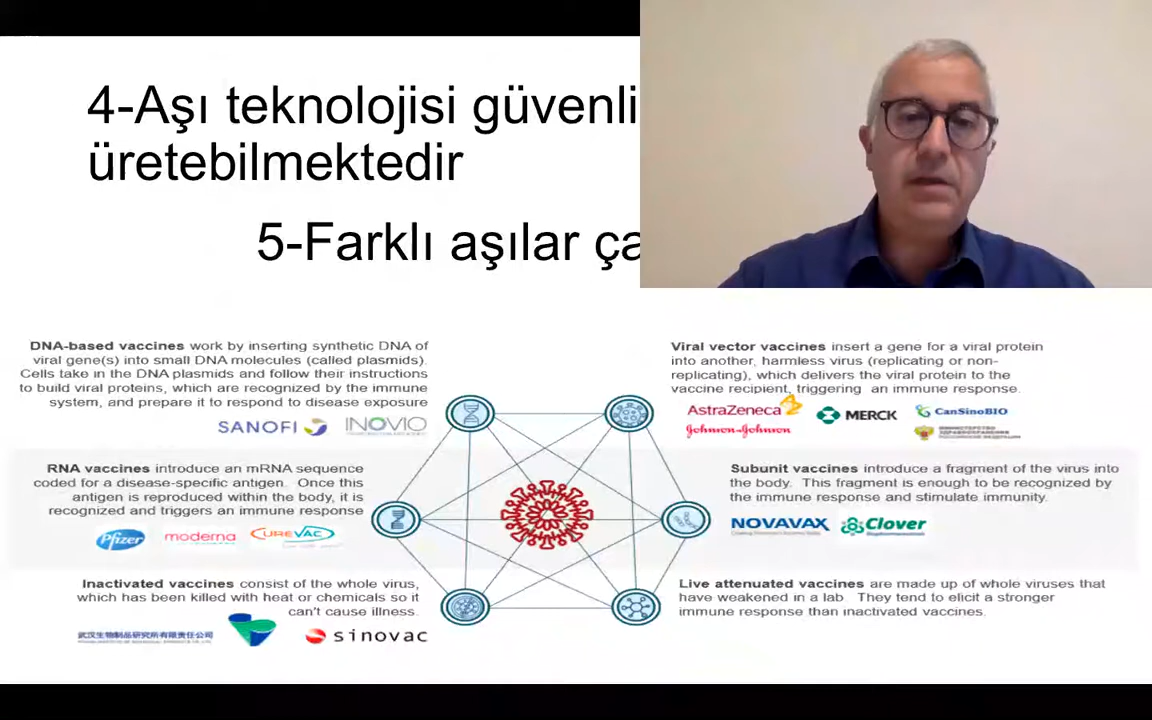 4-Aşı teknolojisi güvenli
üretebilmektedir
5-Farklı aşılar ça
DNA-based vaccines work by inserting synthetic DNA of
viral gene(s) into small DNA molecules (called plasmids).
Cells take in the DNA plasmids and follow their instructions
to build viral proteins, which are recognized by the immune
system, and prepare it to respond to disease exposure
SANOFI INOVIO
RNA vaccines introduce an mRNA sequence
coded for a disease-specific antigen. Once this
antigen is reproduced within the body, it is
recognized and triggers an immune response
Pfizer moderna CUREVAC
Inactivated vaccines consist of the whole virus,
which has been killed with heat or chemicals so it
can't cause illness.
武汉生物制品研究所有限责任公司
sinovac
Viral vector vaccines insert a gene for a viral protein
into another, harmless virus (replicating or non-
replicating), which delivers the viral protein to the
vaccine recipient, triggering an immune response.
AstraZeneca MERCK CanSinoBIO
Johnson&Johnson
МИНИСТЕРСТВО
ЗДРАВООХРАНЕНИЯ
РОССИЙСКОЙ ФЕДЕРАЦИИ
Subunit vaccines introduce a fragment of the virus into
the body. This fragment is enough to be recognized by
the immune response and stimulate immunity.
NOVAVAX Clover
Live attenuated vaccines are made up of whole viruses that
have weakened in a lab. They tend to elicit a stronger
immune response than inactivated vaccines.